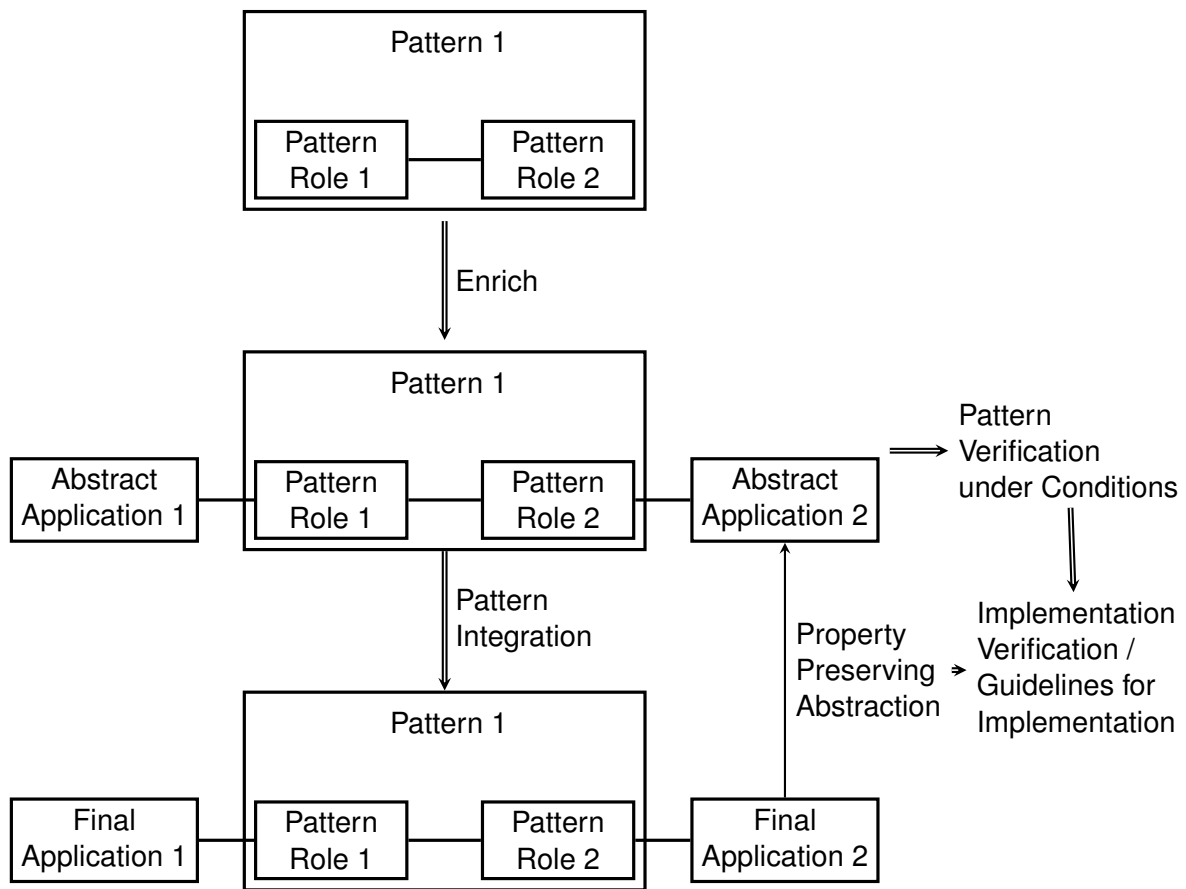 Pattern 1
Pattern
Role 1
Pattern
Role 2
Enrich
Pattern 1
Abstract
Application 1
Pattern
Role 1
Pattern
Role 2
Abstract
Application 2
Pattern
Verification
under Conditions
Pattern
Integration
Property
Preserving
Abstraction
Implementation
Verification /
Guidelines for
Implementation
Pattern 1
Final
Application 1
Pattern
Role 1
Pattern
Role 2
Final
Application 2